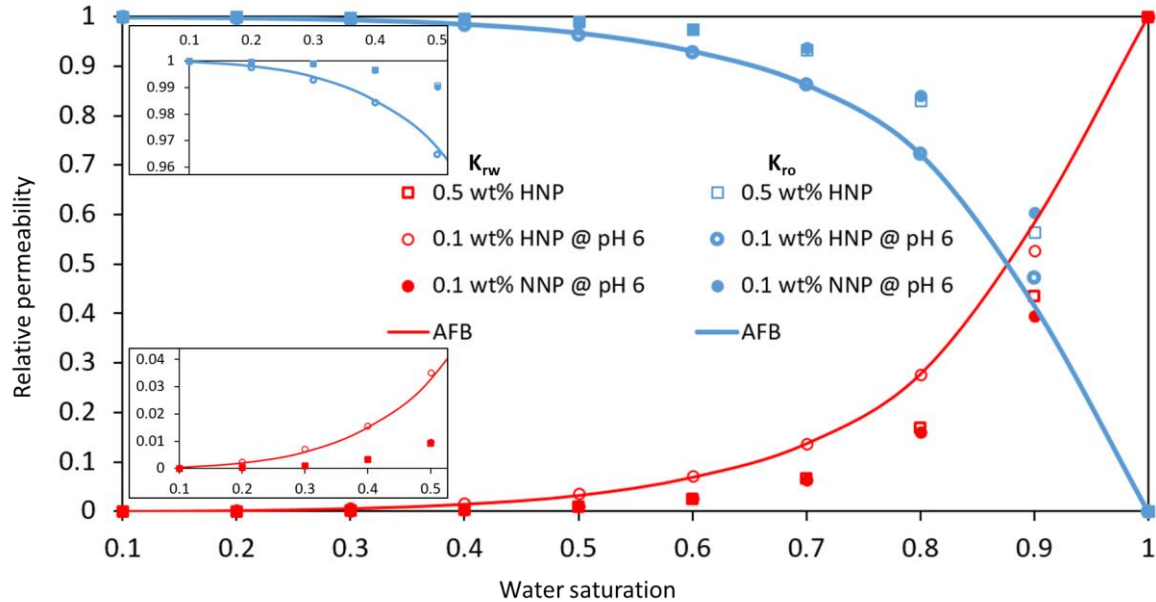 1
0.9
0.8
0.7
0.6
0.5
0.4
0.3
0.2
0.1
0
Relative permeability
0.1 0.2 0.3 0.4 0.5
1
0.99
0.98
0.97
0.96
Krw Kro
0.5 wt% HNP 0.5 wt% HNP
0.1 wt% HNP @ pH 6 0.1 wt% HNP @ pH 6
0.1 wt% NNP @ pH 6 0.1 wt% NNP @ pH 6
AFB AFB
0.04
0.03
0.02
0.01
0
0.1 0.2 0.3 0.4 0.5
0.1 0.2 0.3 0.4 0.5 0.6 0.7 0.8 0.9 1
Water saturation